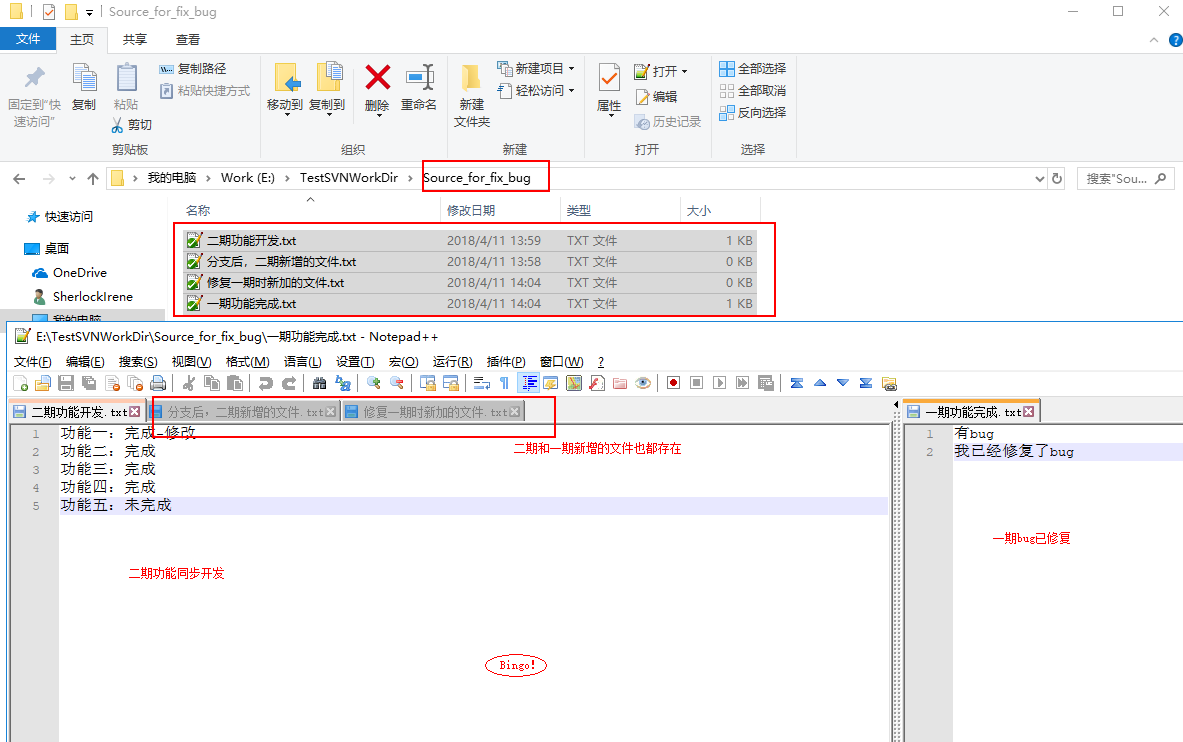 Source_for_fix_bug
文件 主页 共享 查看
固定到"快速访问"
复制
粘贴
复制路径
粘贴快捷方式
剪切
剪贴板
移动到 复制到 删除 重命名
组织
新建文件夹
新建项目
轻松访问
新建
属性
打开
编辑
历史记录
打开
全部选择
全部取消
反向选择
选择
我的电脑 › Work (E:) › TestSVNWorkDir › Source_for_fix_bug
搜索"Sou...
名称 修改日期 类型 大小
快速访问
桌面
OneDrive
SherlockIrene
我的电脑
二期功能开发.txt 2018/4/11 13:59 TXT 文件 1 KB
分支后，二期新增的文件.txt 2018/4/11 13:58 TXT 文件 0 KB
修复一期时新加的文件.txt 2018/4/11 14:04 TXT 文件 0 KB
一期功能完成.txt 2018/4/11 14:04 TXT 文件 1 KB
E:\TestSVNWorkDir\Source_for_fix_bug\一期功能完成.txt - Notepad++
文件(F) 编辑(E) 搜索(S) 视图(V) 格式(M) 语言(L) 设置(T) 宏(O) 运行(R) 插件(P) 窗口(W) ?
二期功能开发.txt 分支后，二期新增的文件.txt 修复一期时新加的文件.txt
1 功能一：完成-修改
2 功能二：完成
3 功能三：完成
4 功能四：完成
5 功能五：未完成
二期和一期新增的文件也都存在
二期功能同步开发
Bingo!
一期功能完成.txt
1 有bug
2 我已经修复了bug
一期bug已修复